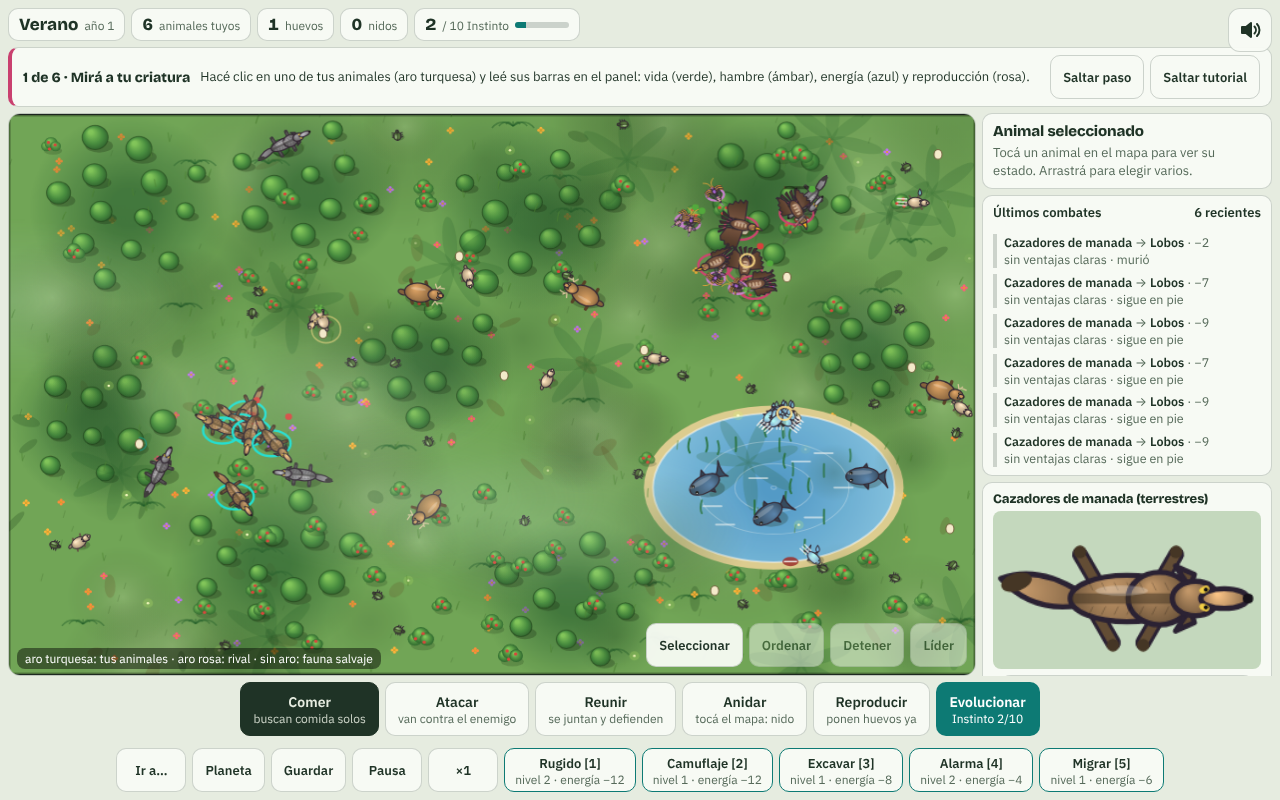 Verano año 1
6 animales tuyos
1 huevos
0 nidos
2 / 10 Instinto
1 de 6 · Mirá a tu criatura
Hacé clic en uno de tus animales (aro turquesa) y leé sus barras en el panel: vida (verde), hambre (ámbar), energía (azul) y reproducción (rosa).
Saltar paso
Saltar tutorial
Animal seleccionado
Tocá un animal en el mapa para ver su
estado. Arrastrá para elegir varios.
Últimos combates 6 recientes
Cazadores de manada → Lobos · −2
sin ventajas claras · murió
Cazadores de manada → Lobos · −7
sin ventajas claras · sigue en pie
Cazadores de manada → Lobos · −9
sin ventajas claras · sigue en pie
Cazadores de manada → Lobos · −7
sin ventajas claras · sigue en pie
Cazadores de manada → Lobos · −9
sin ventajas claras · sigue en pie
Cazadores de manada → Lobos · −9
sin ventajas claras · sigue en pie
Cazadores de manada (terrestres)
Seleccionar
Ordenar
Detener
Líder
aro turquesa: tus animales · aro rosa: rival · sin aro: fauna salvaje
Comer
buscan comida solos
Atacar
van contra el enemigo
Reunir
se juntan y defienden
Anidar
tocá el mapa: nido
Reproducir
ponen huevos ya
Evolucionar
Instinto 2/10
Ir a...
Planeta
Guardar
Pausa
×1
Rugido [1]
nivel 2 · energía −12
Camuflaje [2]
nivel 1 · energía −12
Excavar [3]
nivel 1 · energía −8
Alarma [4]
nivel 2 · energía −4
Migrar [5]
nivel 1 · energía −6